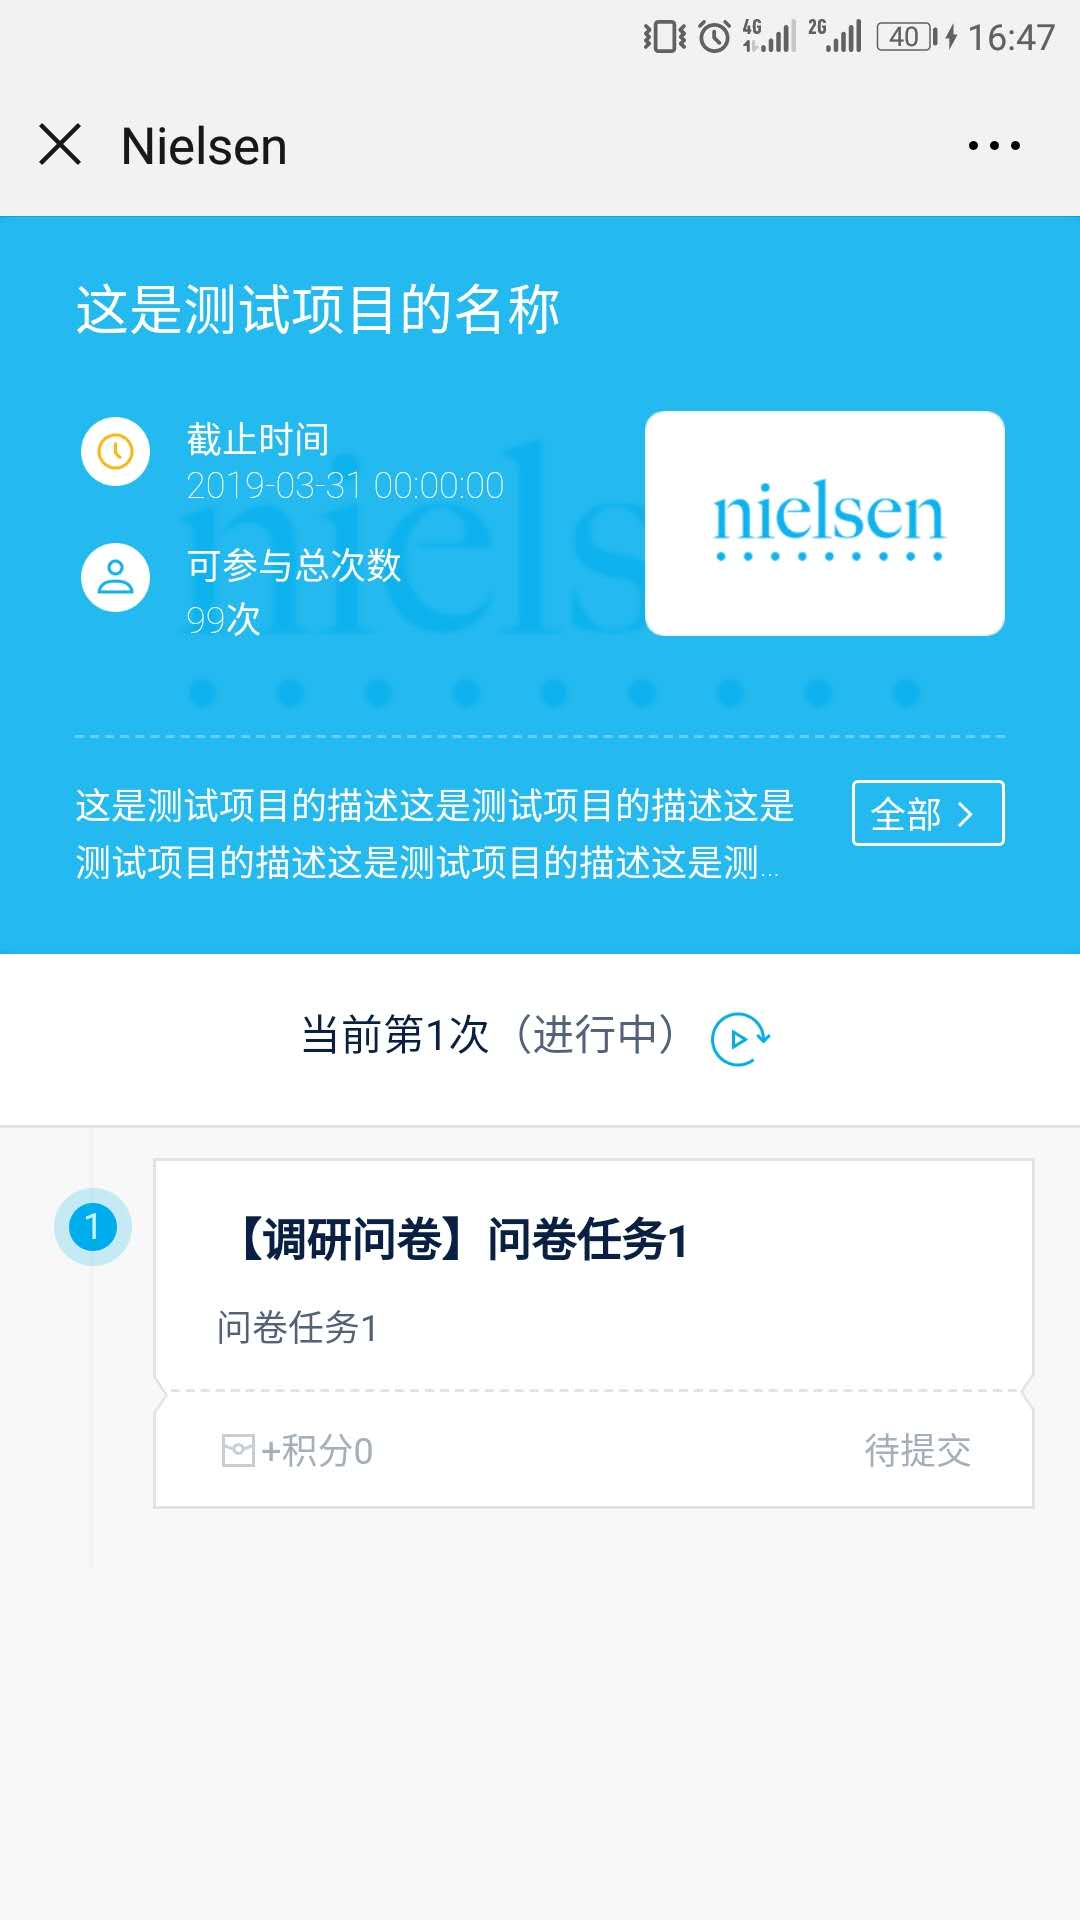 4G 2G 40 16:47
Nielsen
这是测试项目的名称
截止时间
2019-03-31 00:00:00
nielsen
可参与总次数
99次
这是测试项目的描述这是测试项目的描述这是
测试项目的描述这是测试项目的描述这是测...
全部
当前第1次（进行中）
1
【调研问卷】问卷任务1
问卷任务1
+积分0
待提交